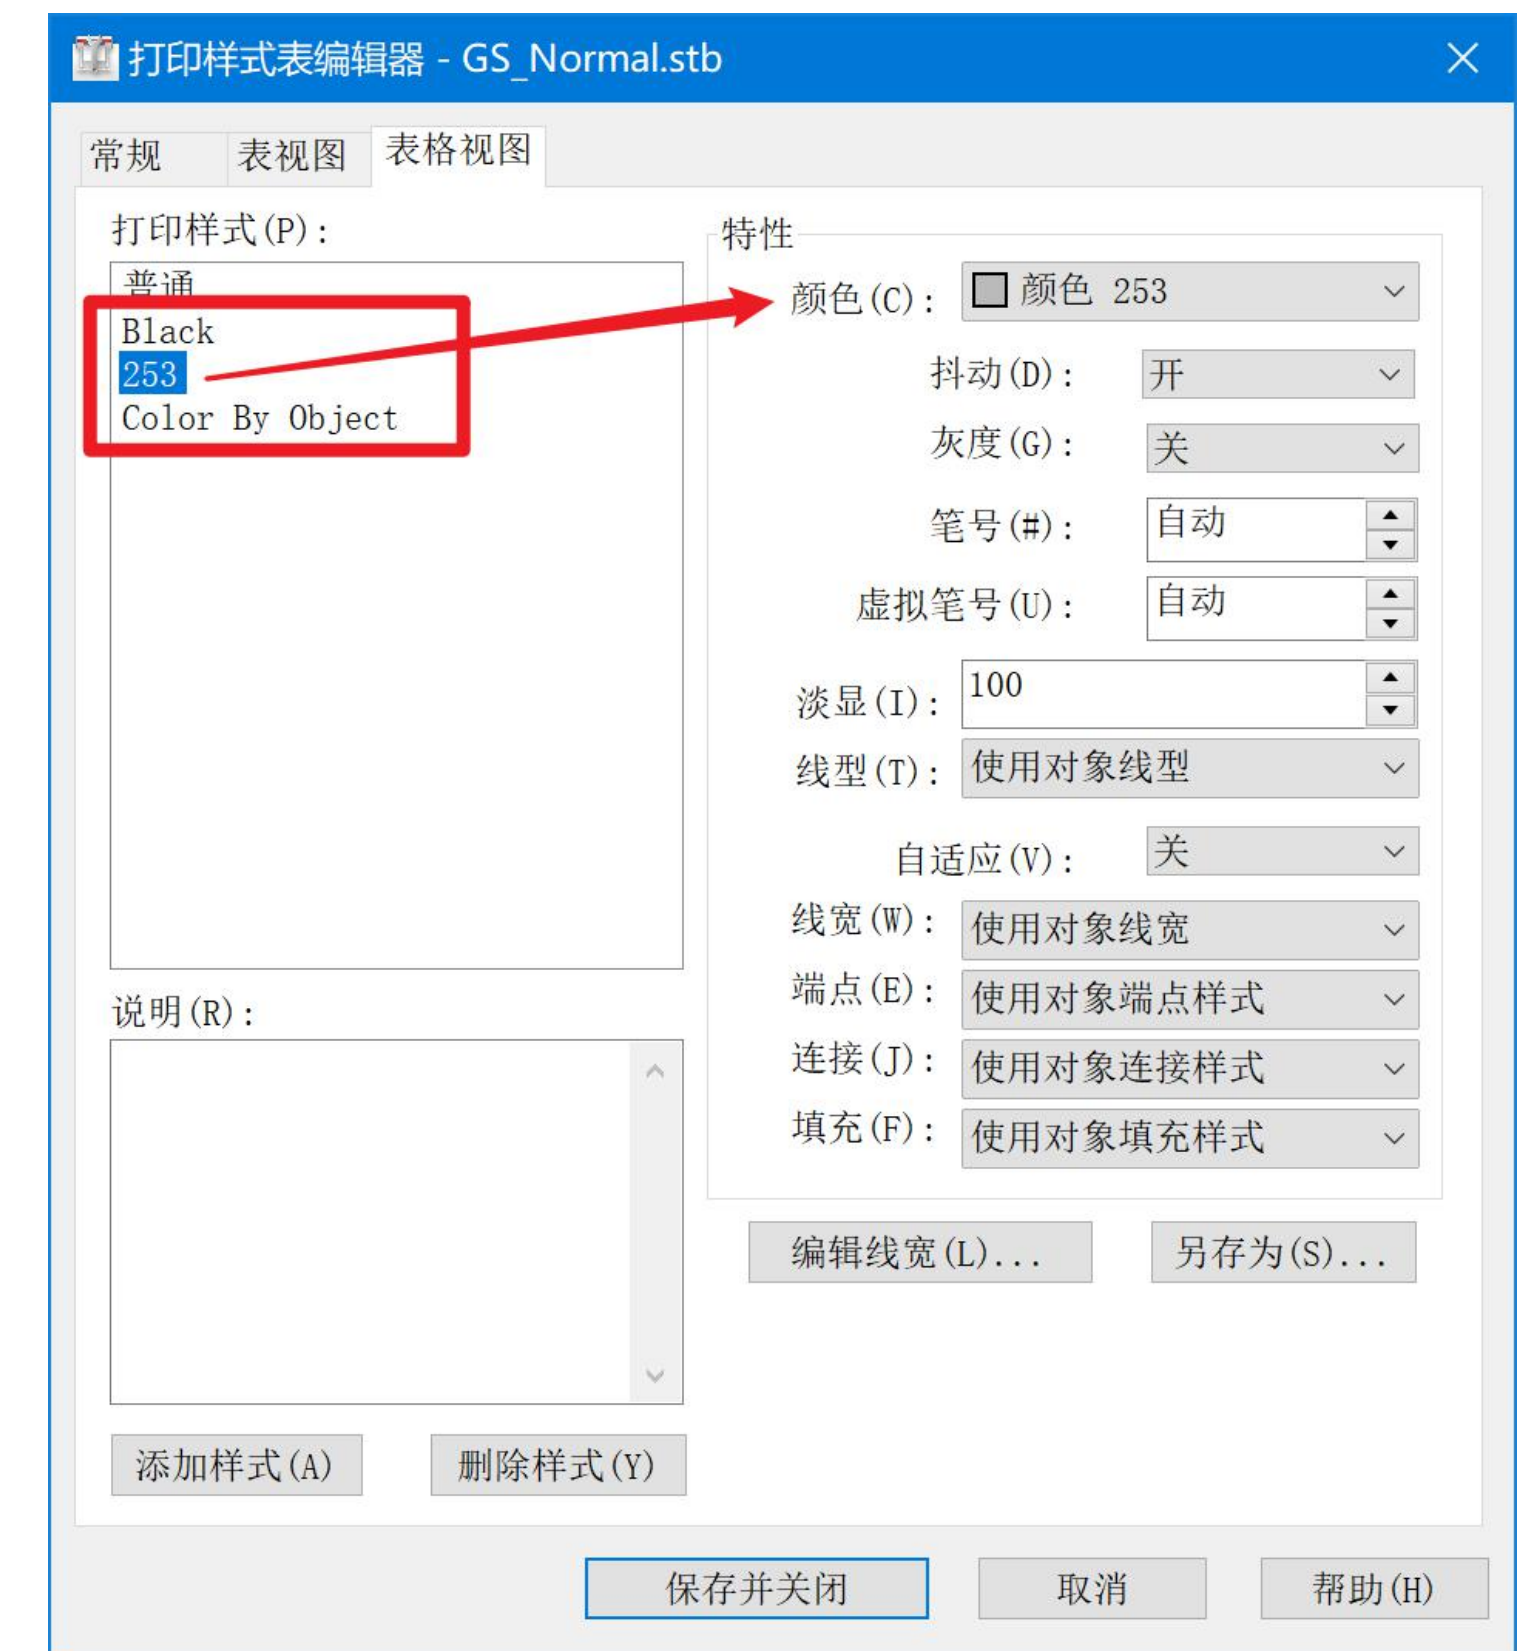 打印样式表编辑器 - GS_Normal.stb
常规 表视图 表格视图
打印样式(P):
普通
Black
253
Color By Object
说明(R):
添加样式(A) 删除样式(Y)
特性
颜色(C): 颜色 253
抖动(D): 开
灰度(G): 关
笔号(#): 自动
虚拟笔号(U): 自动
淡显(I): 100
线型(T): 使用对象线型
自适应(V): 关
线宽(W): 使用对象线宽
端点(E): 使用对象端点样式
连接(J): 使用对象连接样式
填充(F): 使用对象填充样式
编辑线宽(L)... 另存为(S)...
保存并关闭 取消 帮助(H)